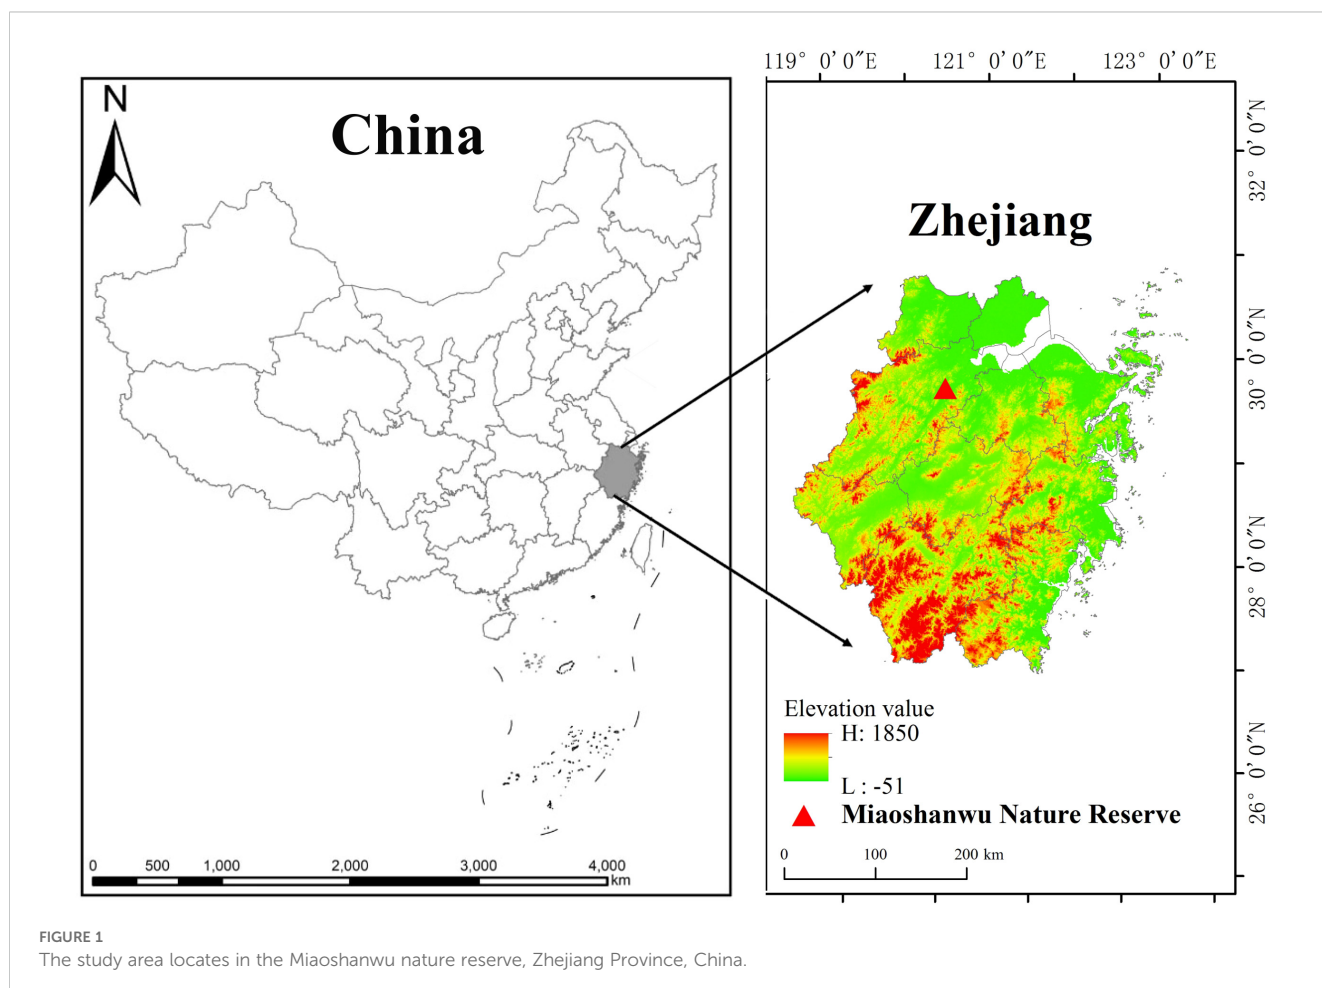 N
China
0 500 1,000 2,000 3,000 4,000
km
119° 0′0″E 121° 0′0″E 123° 0′0″E
32° 0′0″N
30° 0′0″N
28° 0′0″N
26° 0′0″N
Zhejiang
Elevation value
H: 1850
L : -51
Miaoshanwu Nature Reserve
0 100 200 km
FIGURE 1
The study area locates in the Miaoshanwu nature reserve, Zhejiang Province, China.